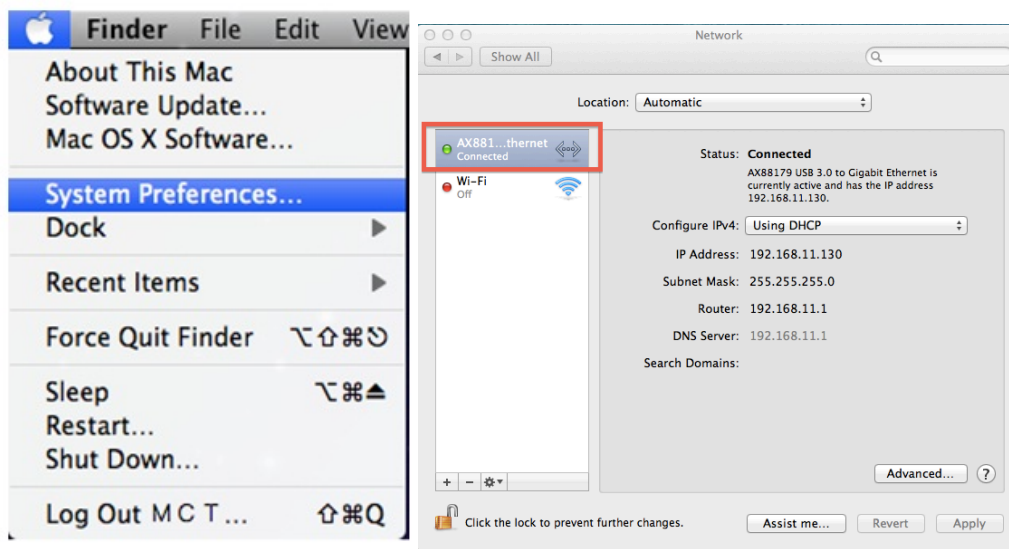 Finder File Edit View
About This Mac
Software Update...
Mac OS X Software...
System Preferences...
Dock
Recent Items
Force Quit Finder ⌥⇧⌘⎋
Sleep ⌥⌘⏏
Restart...
Shut Down...
Log Out M C T ... ⇧⌘Q
Network
Show All
Location: Automatic
AX881...thernet
Connected
Wi-Fi
Off
Status: Connected
AX88179 USB 3.0 to Gigabit Ethernet is
currently active and has the IP address
192.168.11.130.
Configure IPv4: Using DHCP
IP Address: 192.168.11.130
Subnet Mask: 255.255.255.0
Router: 192.168.11.1
DNS Server: 192.168.11.1
Search Domains:
Advanced... ?
Click the lock to prevent further changes.
Assist me... Revert Apply